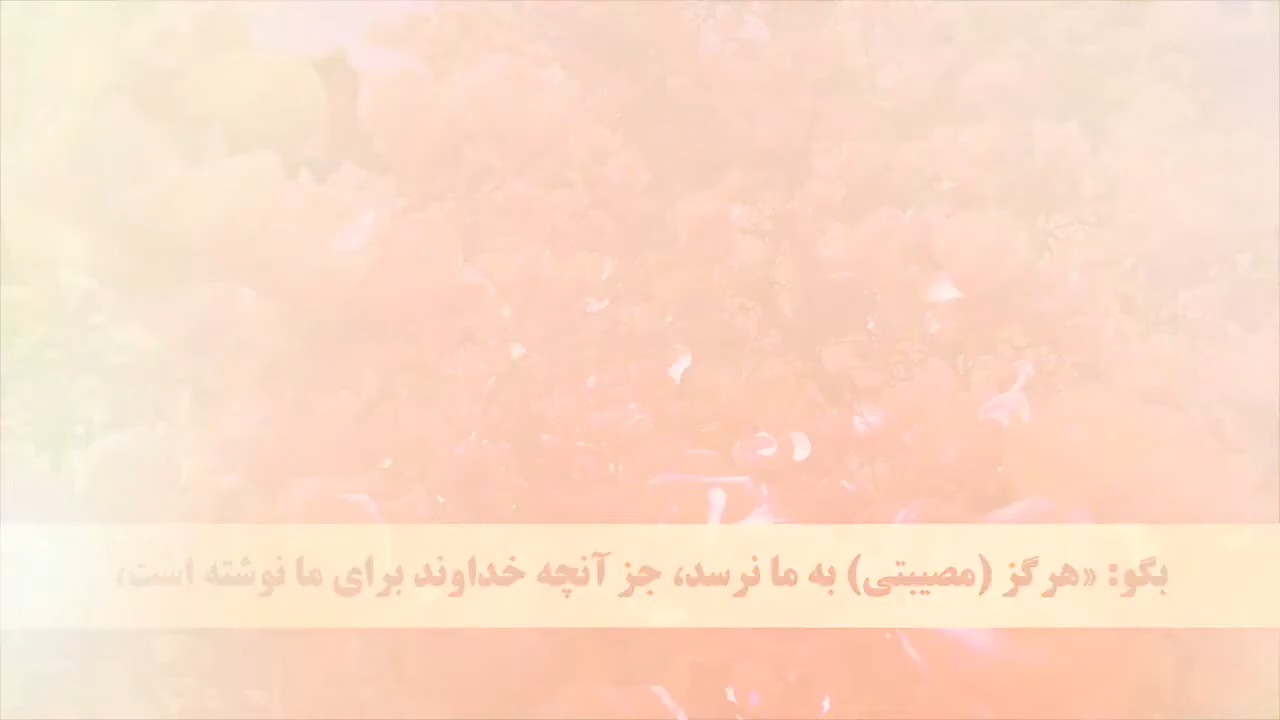 بگو: «هرگز (مصیبتی) به ما نرسد، جز آنچه خداوند برای ما نوشته است،